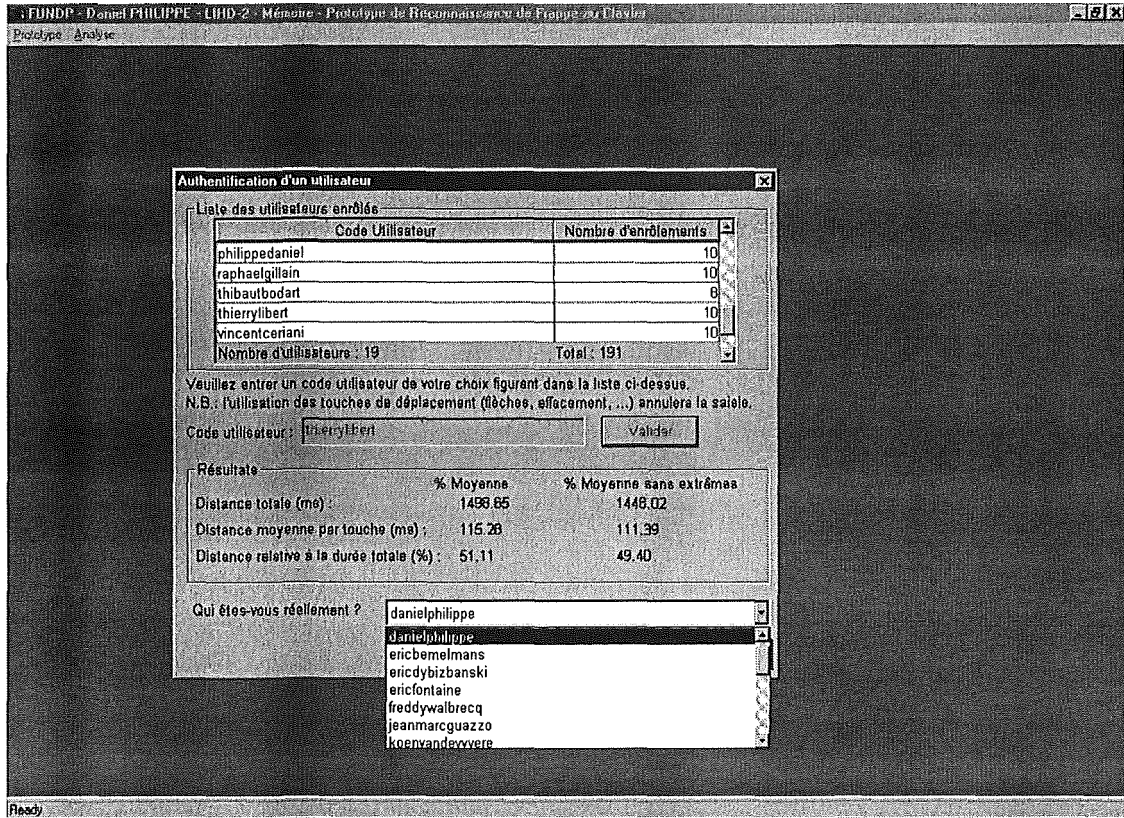 FUNDP - Daniel PHILIPPE - LIHD-2 - Mémoire - Prototype de Reconnaissance de Frappe au Clavier
Prototype Analyse
Authentification d'un utilisateur
Liste des utilisateurs enrôlés
Code Utilisateur Nombre d'enrôlements
philippedaniel 10
raphaelgillain 10
thibautbodart 8
thierrylibert 10
vincentceriani 10
Nombre d'utilisateurs : 19 Total : 191
Veuillez entrer un code utilisateur de votre choix figurant dans la liste ci-dessus.
N.B.: l'utilisation des touches de déplacement (flèches, effacement, ...) annulera la saisie.
Code utilisateur : thierrylibert Valider
Résultats
% Moyenne % Moyenne sans extrêmes
Distance totale (ms) : 1498.65 1448.02
Distance moyenne par touche (ms) : 115.28 111.39
Distance relative à la durée totale (%) : 51.11 49.40
Qui êtes-vous réellement ? danielphilippe
danielphilippe
ericbemelmans
ericdybizbanski
ericfontaine
freddywalbrecq
jeanmarcguazzo
koenvandevyvere
Ready